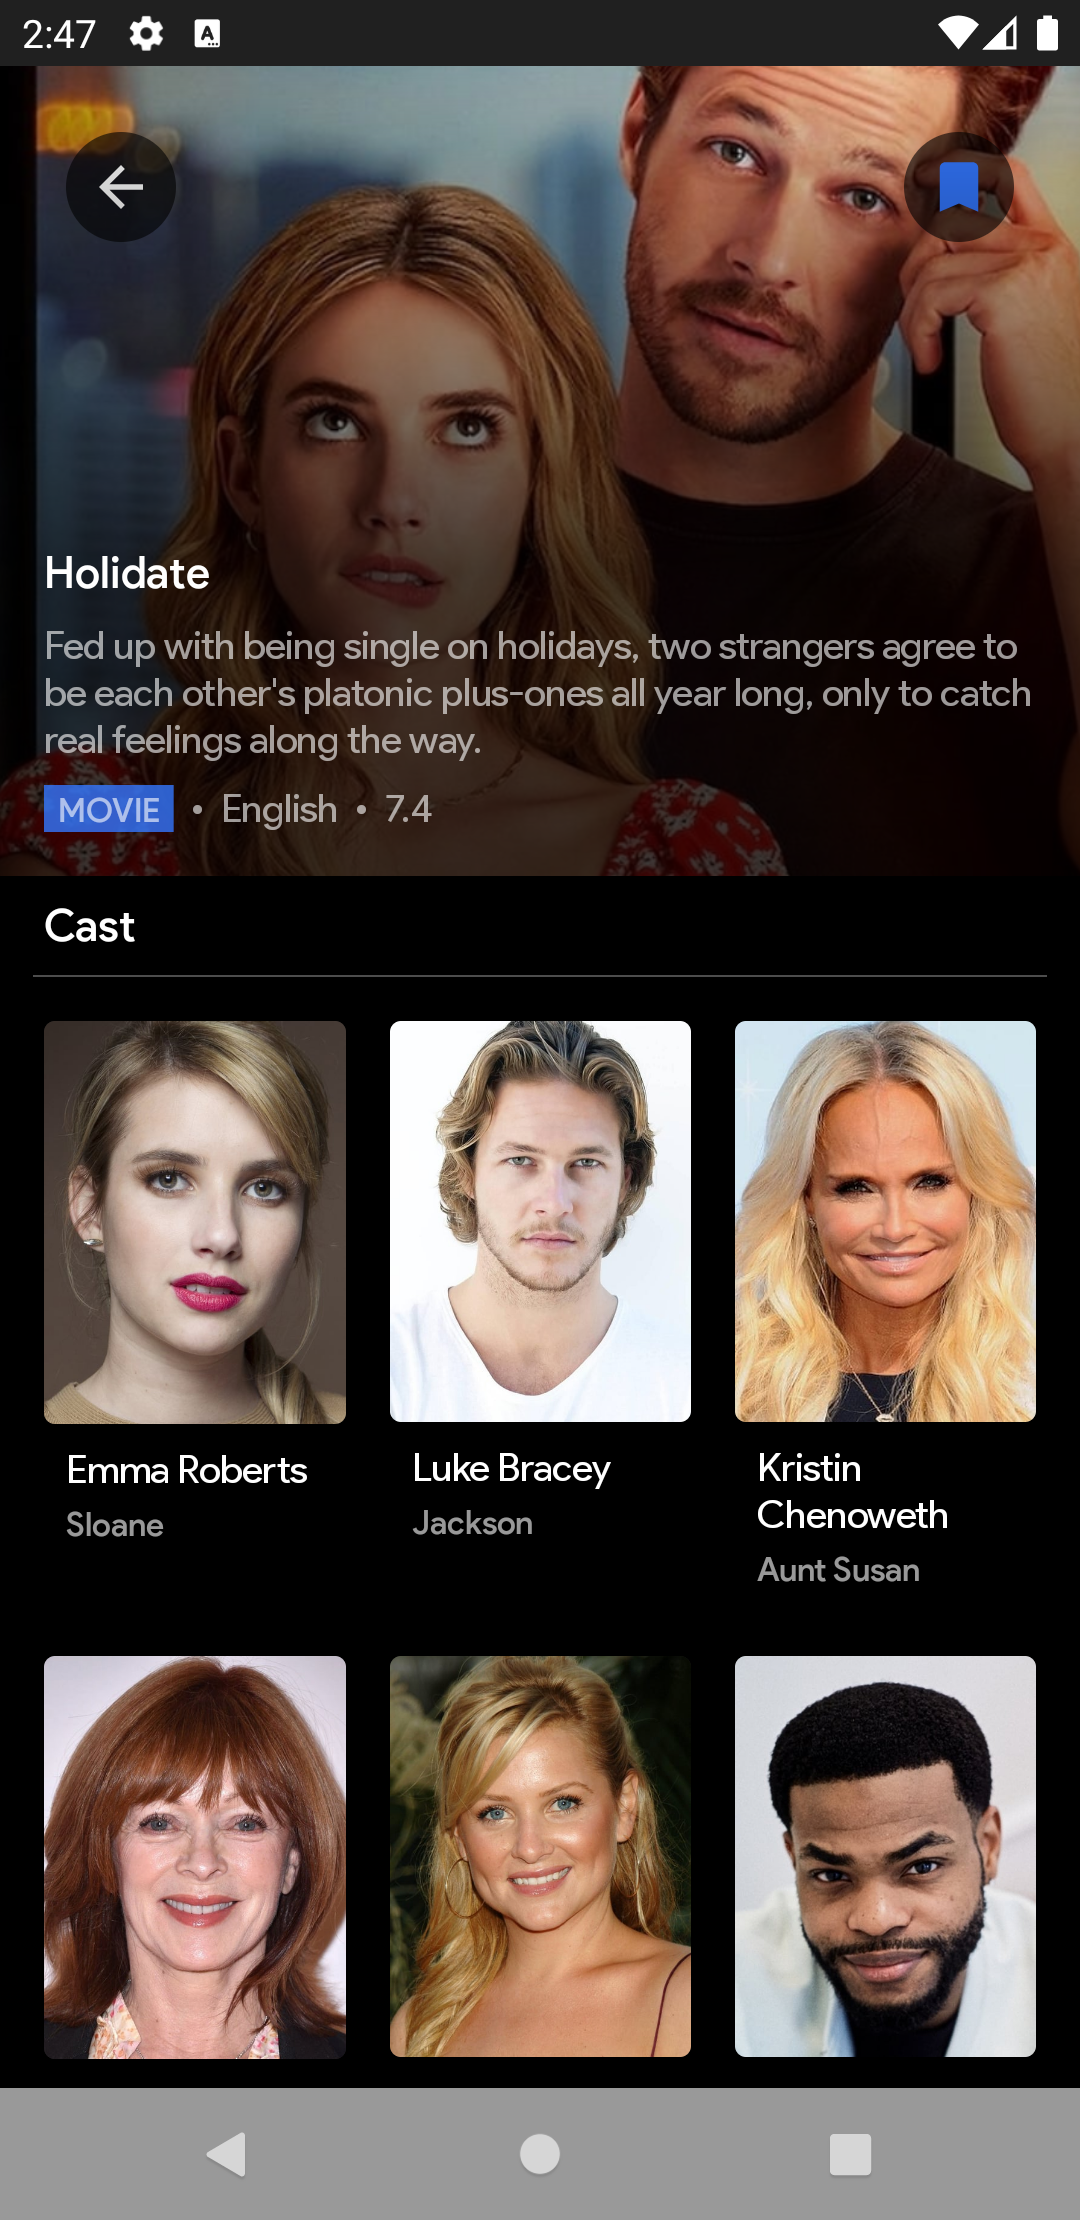 2:47
Holidate
Fed up with being single on holidays, two strangers agree to
be each other's platonic plus-ones all year long, only to catch
real feelings along the way.
MOVIE • English • 7.4
Cast
Emma Roberts
Sloane
Luke Bracey
Jackson
Kristin
Chenoweth
Aunt Susan